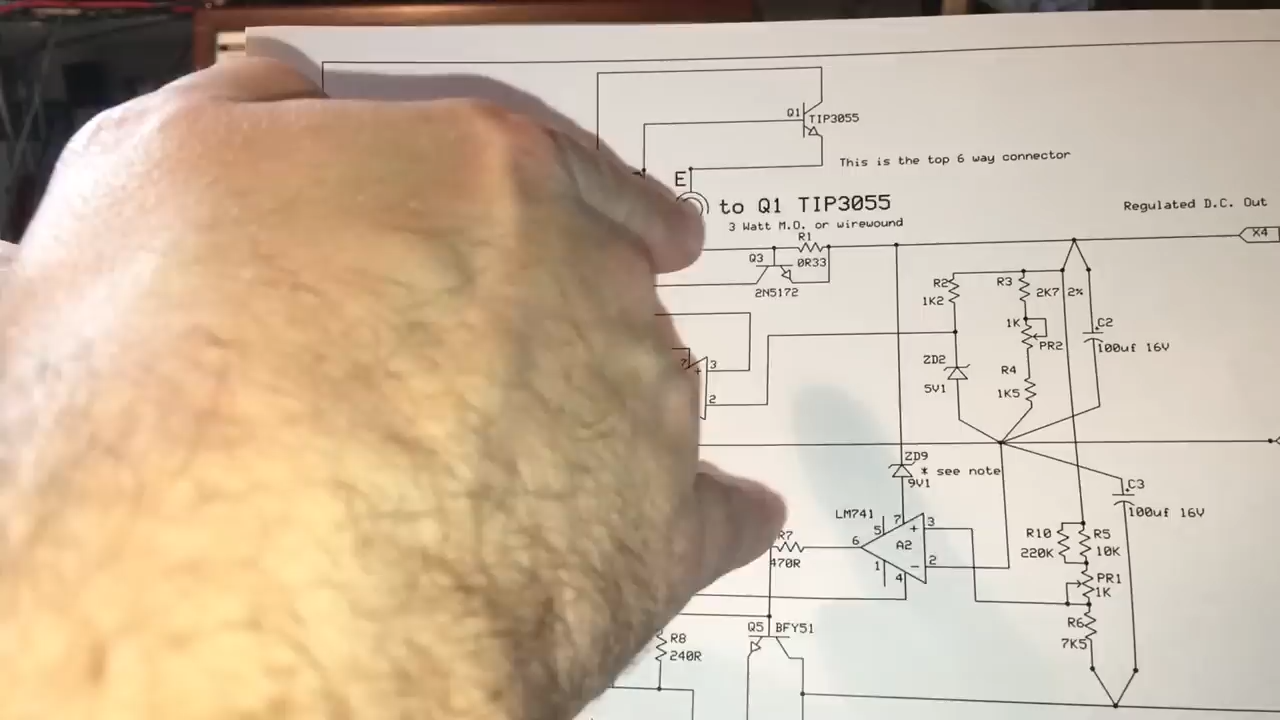 Q1
TIP3055
This is the top 6 way connector
E
to Q1 TIP3055
3 Watt M.O. or wirewound
Regulated D.C. Out
X4
R1
0R33
Q3
2N5172
R2
1K2
R3
2K7
2%
1K
PR2
C2
100uf 16V
ZD2
5V1
R4
1K5
7
+
3
2
ZD9
* see note
9V1
C3
100uf 16V
LM741
5
7
+
3
6
A2
1
4
−
2
R7
470R
R10
220K
R5
10K
PR1
1K
R6
7K5
Q5
BFY51
R8
240R